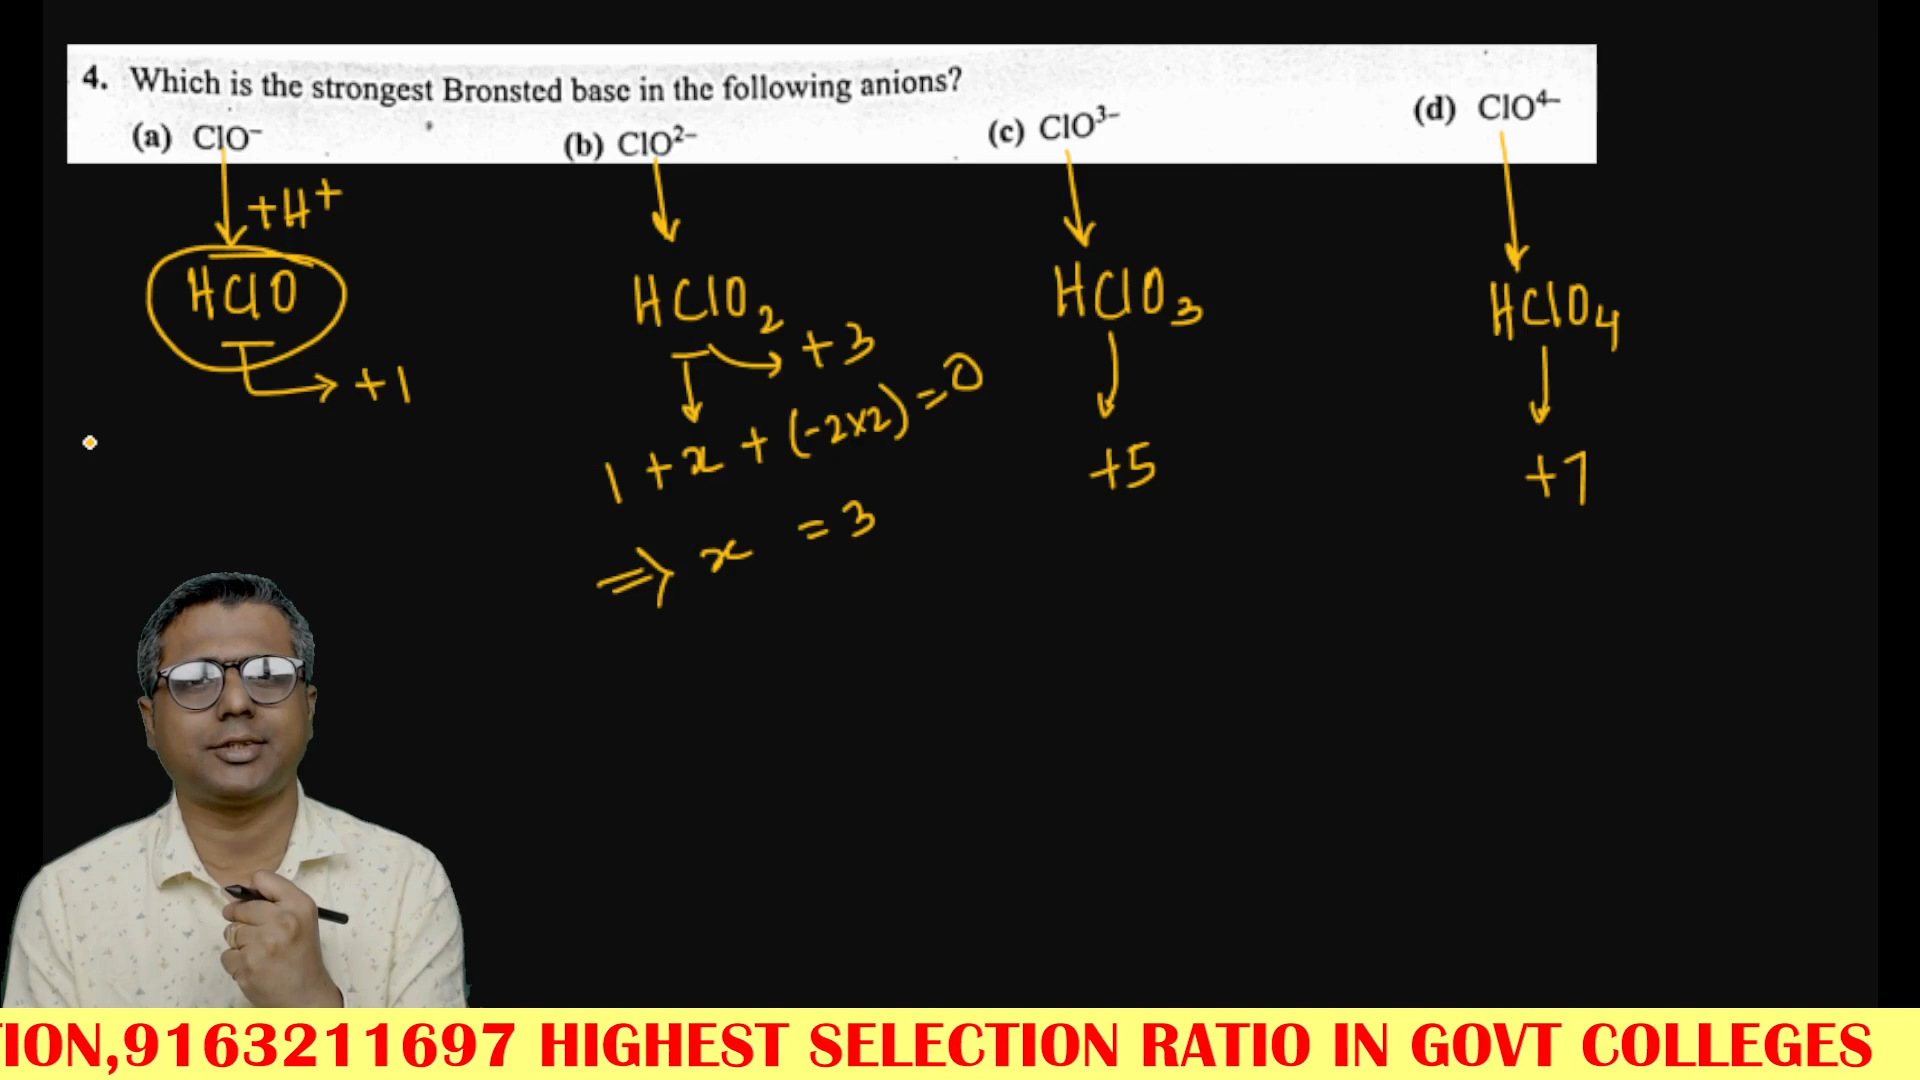 4. Which is the strongest Bronsted base in the following anions?
(a) ClO⁻ (b) ClO²⁻ (c) ClO³⁻ (d) ClO⁴⁻
+H⁺
HClO HClO₂ HClO₃ HClO₄
+1 +3 +5 +7
1 + x + (-2×2) = 0
⇒ x = 3
TION,9163211697 HIGHEST SELECTION RATIO IN GOVT COLLEGES